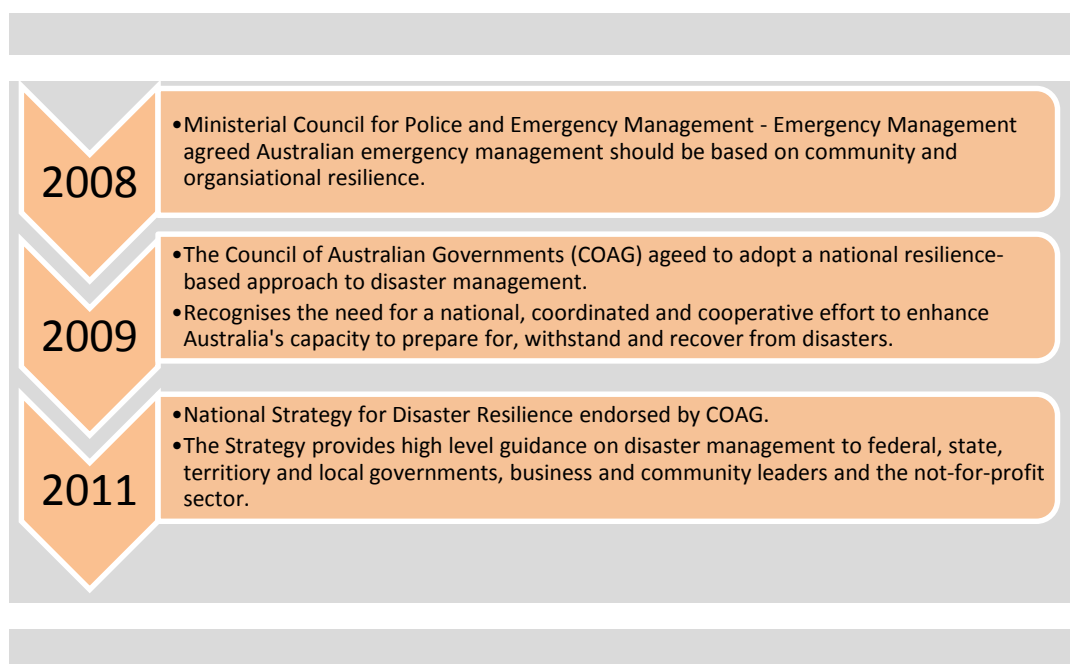 2008
•Ministerial Council for Police and Emergency Management - Emergency Management
agreed Australian emergency management should be based on community and
organsiational resilience.
2009
•The Council of Australian Governments (COAG) ageed to adopt a national resilience-
based approach to disaster management.
•Recognises the need for a national, coordinated and cooperative effort to enhance
Australia's capacity to prepare for, withstand and recover from disasters.
2011
•National Strategy for Disaster Resilience endorsed by COAG.
•The Strategy provides high level guidance on disaster management to federal, state,
territiory and local governments, business and community leaders and the not-for-profit
sector.